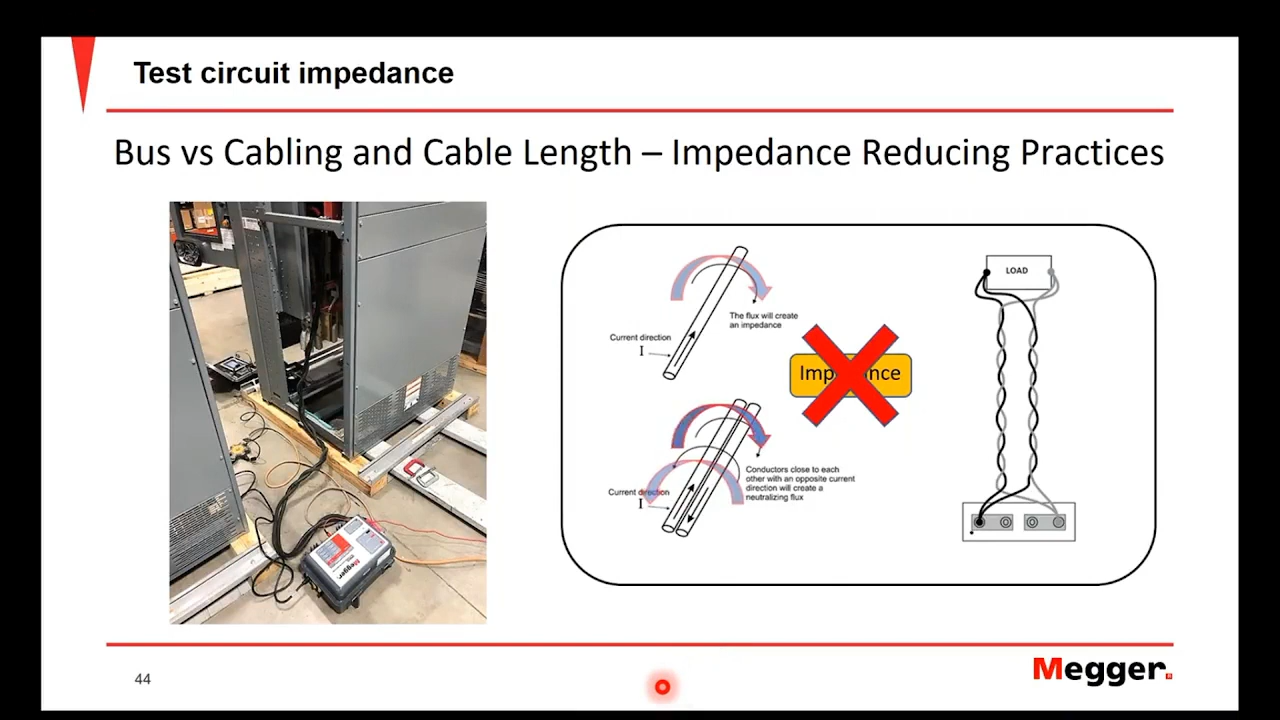 Test circuit impedance
Bus vs Cabling and Cable Length – Impedance Reducing Practices
The flux will create
an impedance
Current direction
I
Conductors close to each
other with an opposite current
direction will create a
neutralizing flux
Current direction
I
LOAD
Megger.
44
Megger.